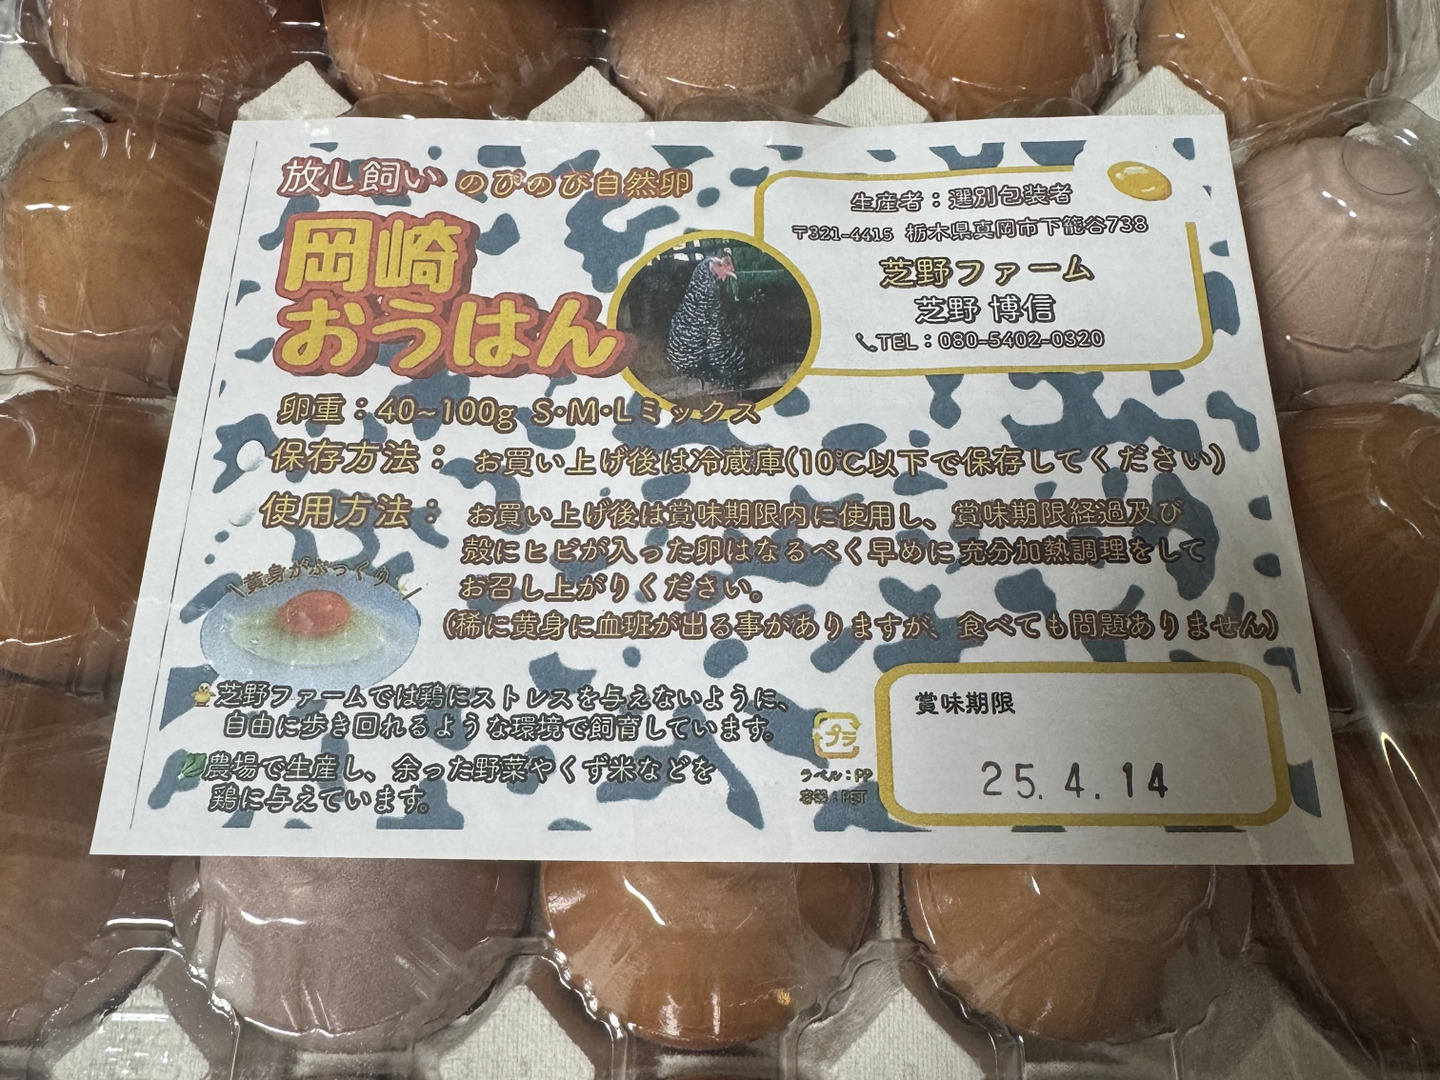 放し飼い のびのび自然卵
岡崎
おうはん
生産者：選別包装者
〒321-4415 栃木県真岡市下籠谷738
芝野ファーム
芝野 博信
TEL：080-5402-0320
卵重：40~100g S・M・Lミックス
保存方法： お買い上げ後は冷蔵庫(10℃以下で保存してください)
使用方法： お買い上げ後は賞味期限内に使用し、賞味期限経過及び
殻にヒビが入った卵はなるべく早めに充分加熱調理をして
お召し上がりください。
(稀に黄身に血斑が出る事がありますが、食べても問題ありません)
\黄身がぷっくり/
芝野ファームでは鶏にストレスを与えないように、
自由に歩き回れるような環境で飼育しています。
農場で生産し、余った野菜やくず米などを
鶏に与えています。
プラ
ラベル：PP
容器：PET
賞味期限
25.4.14